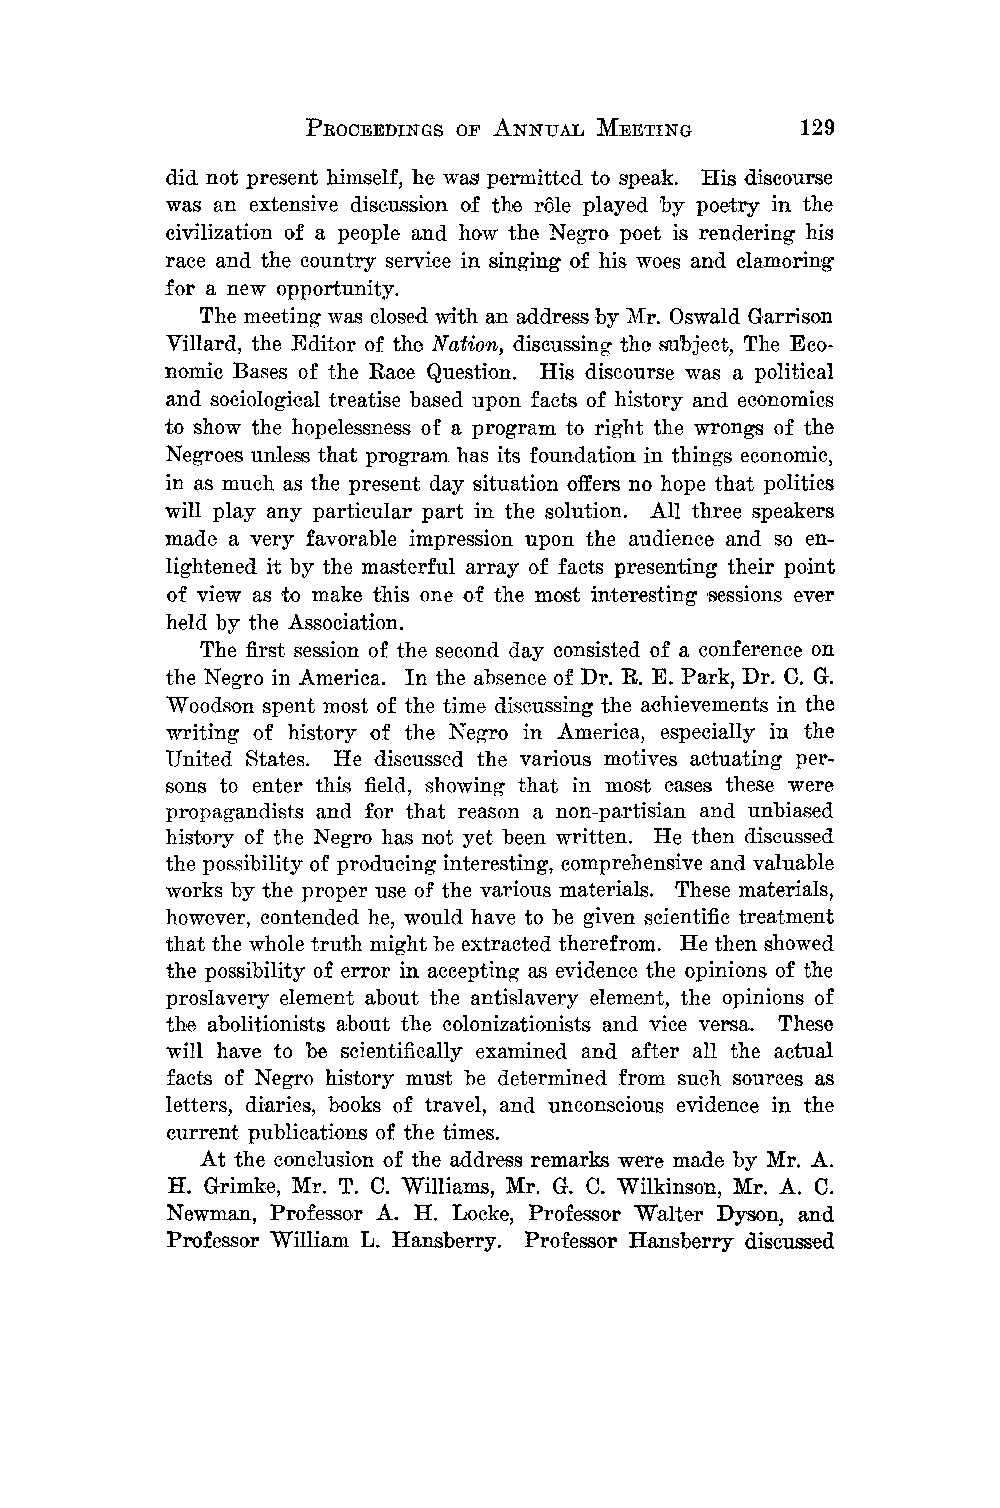 PROCEEDINGS OF ANNUAL MEETING 129
did not present himself, he was permitted to speak. His discourse
was an extensive discussion of the rôle played by poetry in the
civilization of a people and how the Negro poet is rendering his
race and the country service in singing of his woes and clamoring
for a new opportunity.
The meeting was closed with an address by Mr. Oswald Garrison
Villard, the Editor of the Nation, discussing the subject, The Eco-
nomic Bases of the Race Question. His discourse was a political
and sociological treatise based upon facts of history and economics
to show the hopelessness of a program to right the wrongs of the
Negroes unless that program has its foundation in things economic,
in as much as the present day situation offers no hope that politics
will play any particular part in the solution. All three speakers
made a very favorable impression upon the audience and so en-
lightened it by the masterful array of facts presenting their point
of view as to make this one of the most interesting sessions ever
held by the Association.
The first session of the second day consisted of a conference on
the Negro in America. In the absence of Dr. R. E. Park, Dr. C. G.
Woodson spent most of the time discussing the achievements in the
writing of history of the Negro in America, especially in the
United States. He discussed the various motives actuating per-
sons to enter this field, showing that in most cases these were
propagandists and for that reason a non-partisian and unbiased
history of the Negro has not yet been written. He then discussed
the possibility of producing interesting, comprehensive and valuable
works by the proper use of the various materials. These materials,
however, contended he, would have to be given scientific treatment
that the whole truth might be extracted therefrom. He then showed
the possibility of error in accepting as evidence the opinions of the
proslavery element about the antislavery element, the opinions of
the abolitionists about the colonizationists and vice versa. These
will have to be scientifically examined and after all the actual
facts of Negro history must be determined from such sources as
letters, diaries, books of travel, and unconscious evidence in the
current publications of the times.
At the conclusion of the address remarks were made by Mr. A.
H. Grimke, Mr. T. C. Williams, Mr. G. C. Wilkinson, Mr. A. C.
Newman, Professor A. H. Locke, Professor Walter Dyson, and
Professor William L. Hansberry. Professor Hansberry discussed